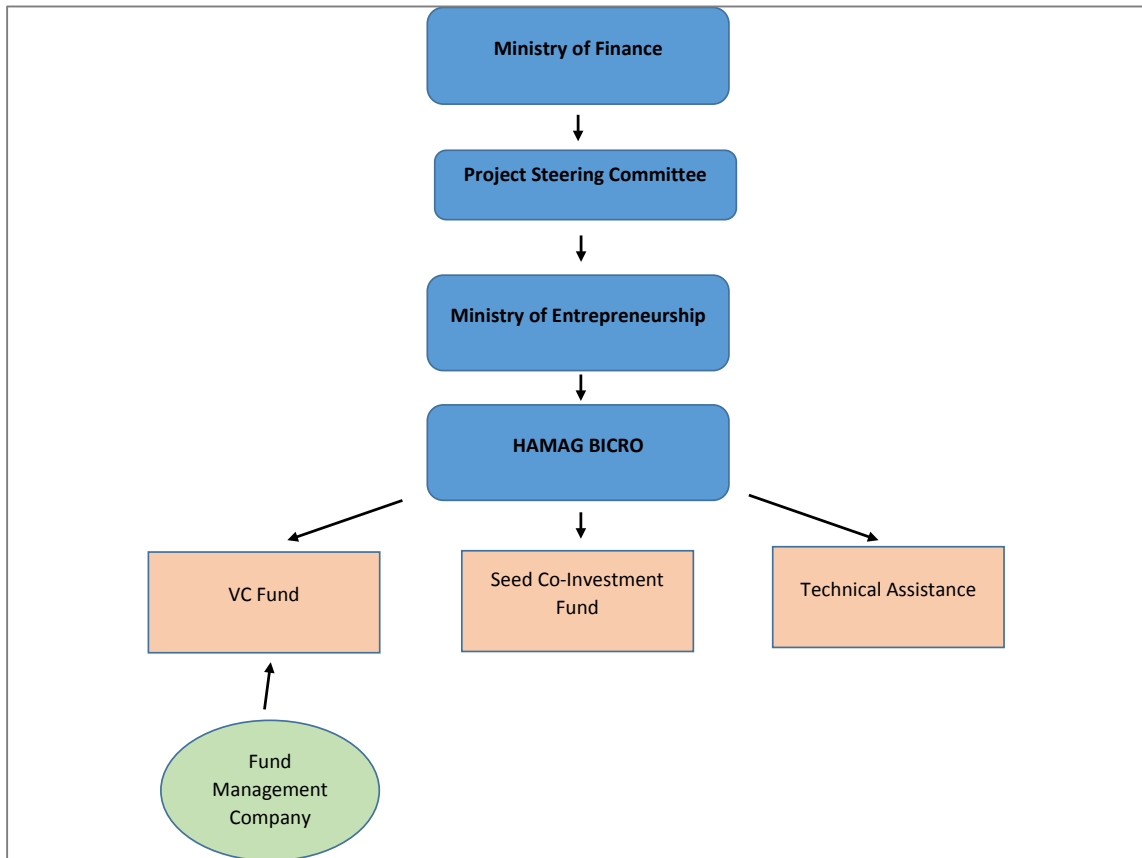 Ministry of Finance
Project Steering Committee
Ministry of Entrepreneurship
HAMAG BICRO
VC Fund
Seed Co-Investment
Fund
Technical Assistance
Fund
Management
Company